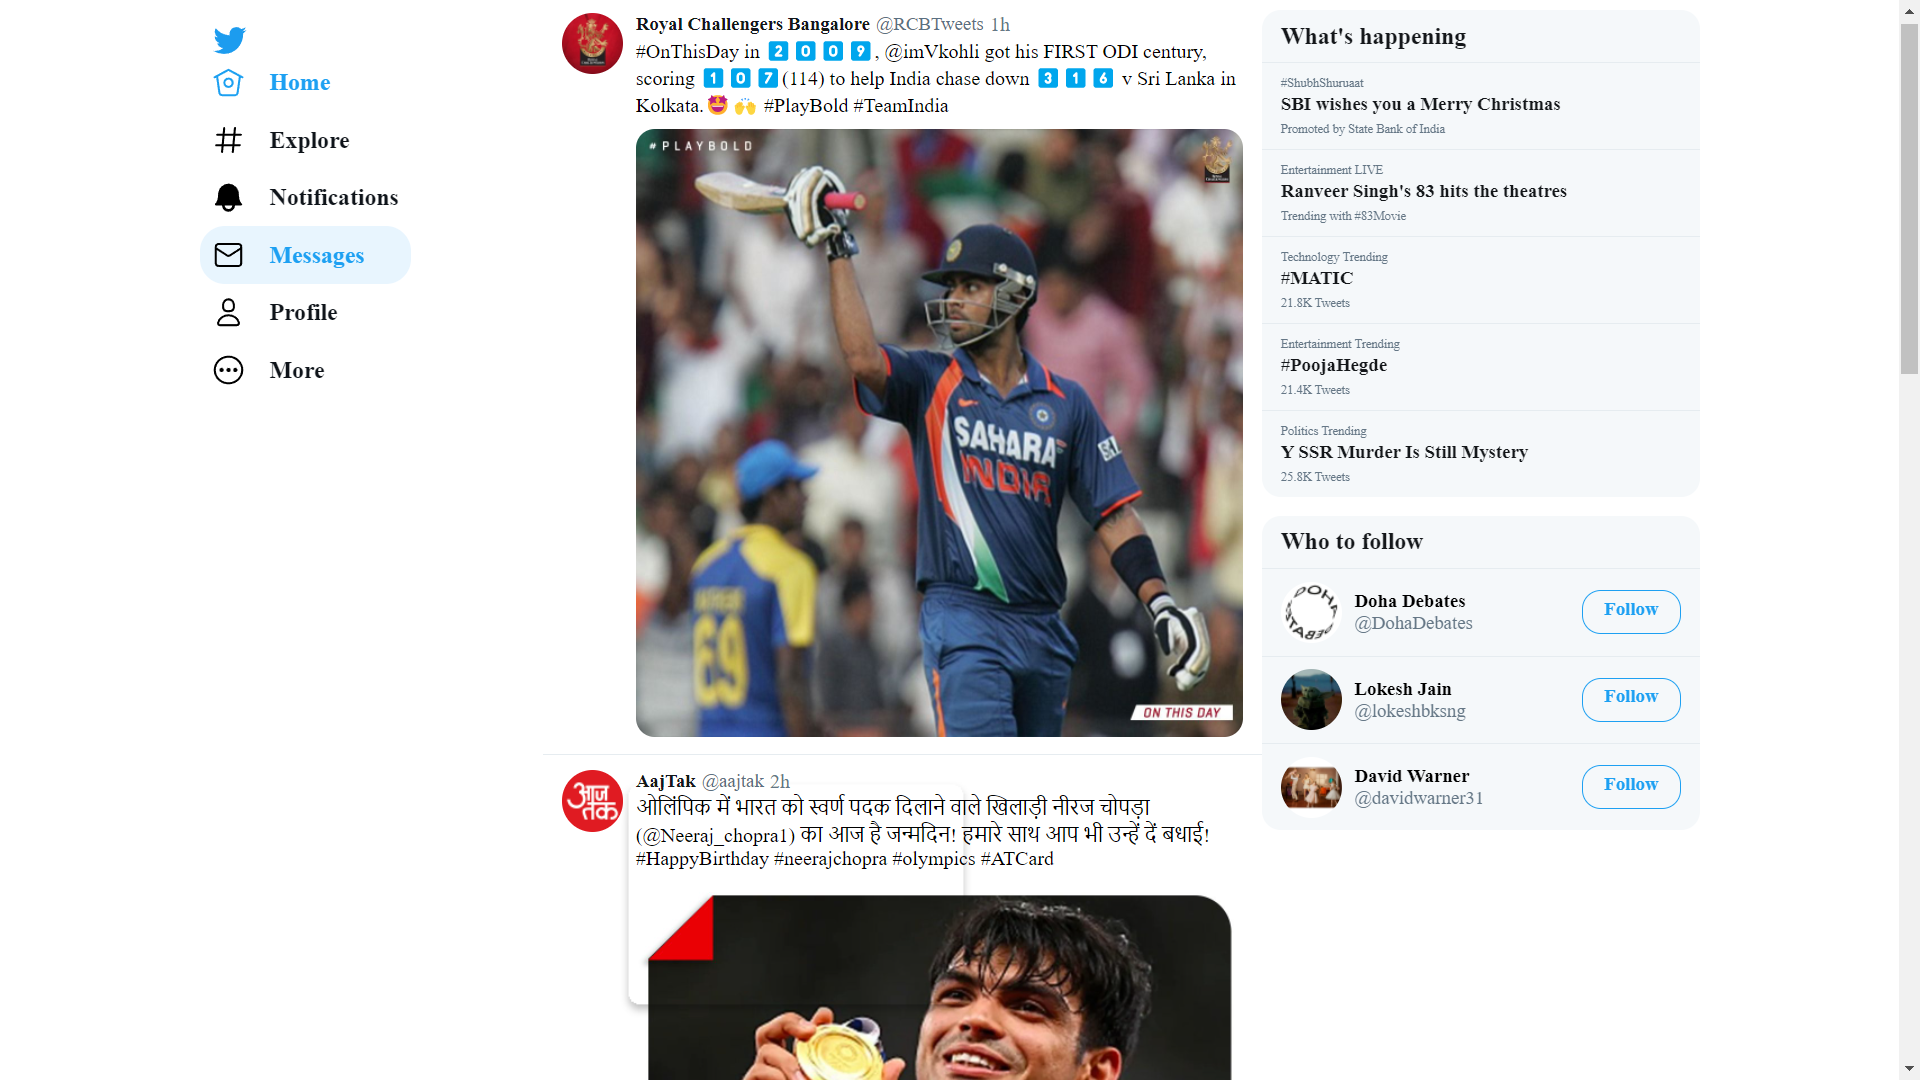 Home
Explore
Notifications
Messages
Profile
More
Royal Challengers Bangalore @RCBTweets 1h
#OnThisDay in 2️⃣0️⃣0️⃣9️⃣, @imVkohli got his FIRST ODI century,
scoring 1️⃣0️⃣7️⃣(114) to help India chase down 3️⃣1️⃣6️⃣ v Sri Lanka in
Kolkata.🤩🙌 #PlayBold #TeamIndia
#PLAYBOLD
SAHARA
INDIA
69
ON THIS DAY
AajTak @aajtak 2h
आज
तक
ओलिंपिक में भारत को स्वर्ण पदक दिलाने वाले खिलाड़ी नीरज चोपड़ा
(@Neeraj_chopra1) का आज है जन्मदिन! हमारे साथ आप भी उन्हें दें बधाई!
#HappyBirthday #neerajchopra #olympics #ATCard
What's happening
#ShubhShuruaat
SBI wishes you a Merry Christmas
Promoted by State Bank of India
Entertainment LIVE
Ranveer Singh's 83 hits the theatres
Trending with #83Movie
Technology Trending
#MATIC
21.8K Tweets
Entertainment Trending
#PoojaHegde
21.4K Tweets
Politics Trending
Y SSR Murder Is Still Mystery
25.8K Tweets
Who to follow
DOHA DEBATES
Doha Debates
@DohaDebates
Follow
Lokesh Jain
@lokeshbksng
Follow
David Warner
@davidwarner31
Follow